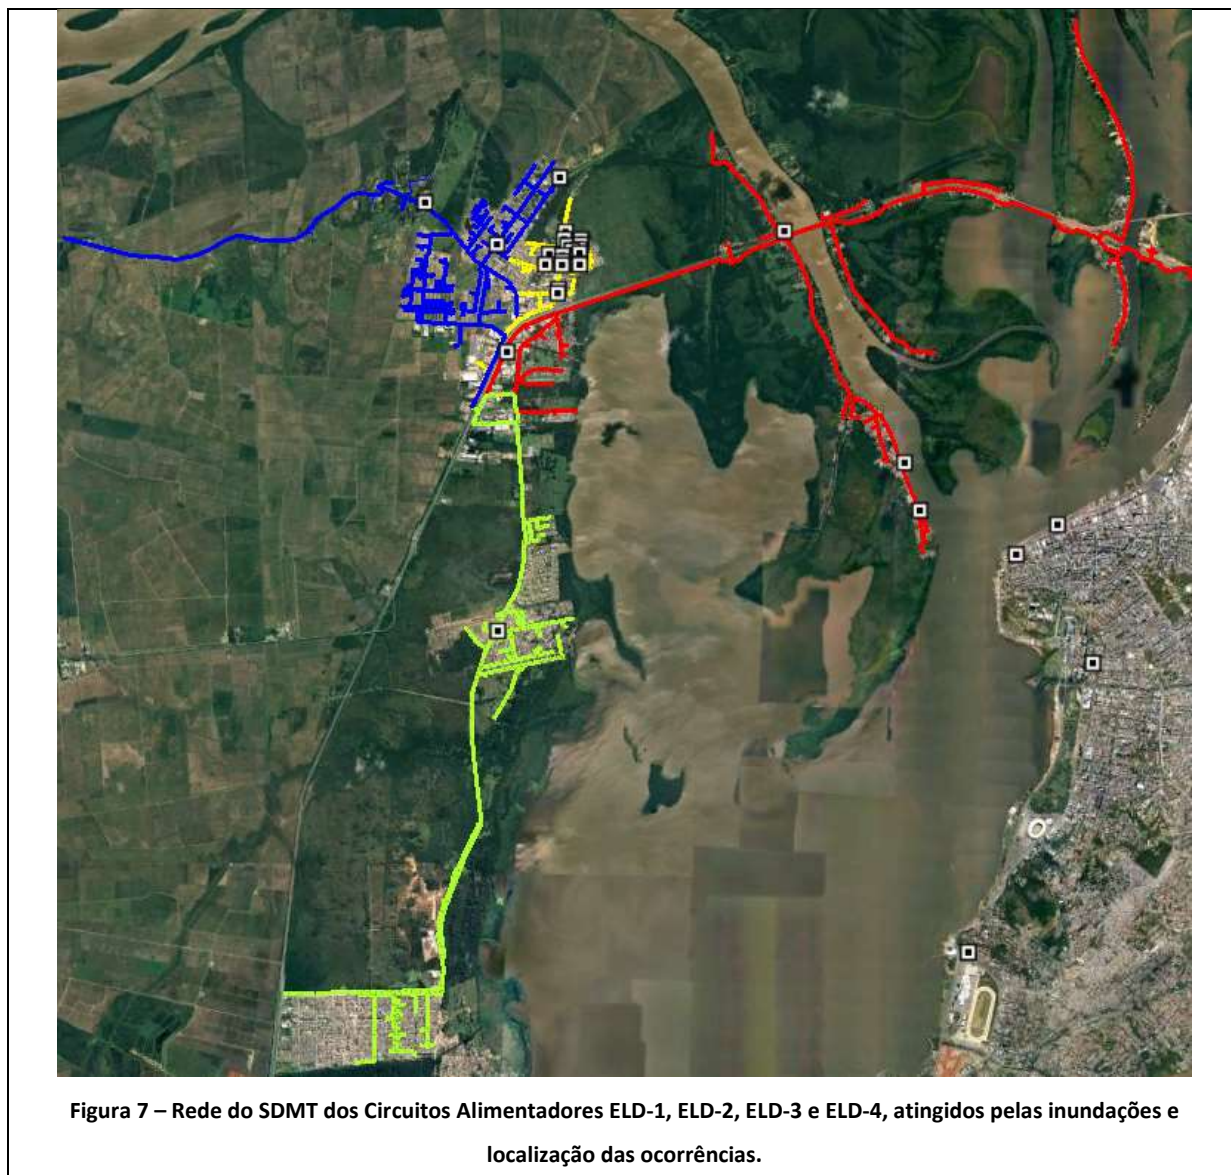 Figura 7 – Rede do SDMT dos Circuitos Alimentadores ELD-1, ELD-2, ELD-3 e ELD-4, atingidos pelas inundações e
localização das ocorrências.